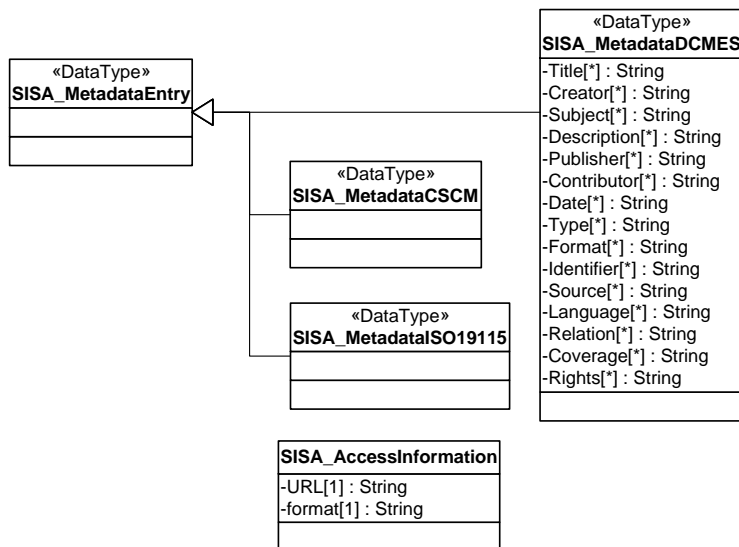 «DataType»
SISA_MetadataEntry
«DataType»
SISA_MetadataDCMES
-Title[*] : String
-Creator[*] : String
-Subject[*] : String
-Description[*] : String
-Publisher[*] : String
-Contributor[*] : String
-Date[*] : String
-Type[*] : String
-Format[*] : String
-Identifier[*] : String
-Source[*] : String
-Language[*] : String
-Relation[*] : String
-Coverage[*] : String
-Rights[*] : String
«DataType»
SISA_MetadataCSCM
«DataType»
SISA_MetadataISO19115
SISA_AccessInformation
-URL[1] : String
-format[1] : String